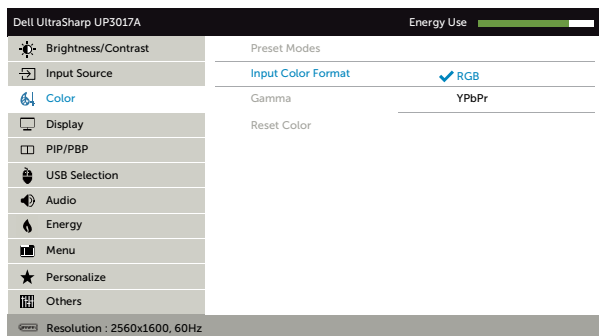 Dell UltraSharp UP3017A
Energy Use
Brightness/Contrast
Preset Modes
Input Source
Input Color Format
RGB
Color
Gamma
YPbPr
Display
Reset Color
PIP/PBP
USB Selection
Audio
Energy
Menu
Personalize
Others
Resolution : 2560x1600, 60Hz